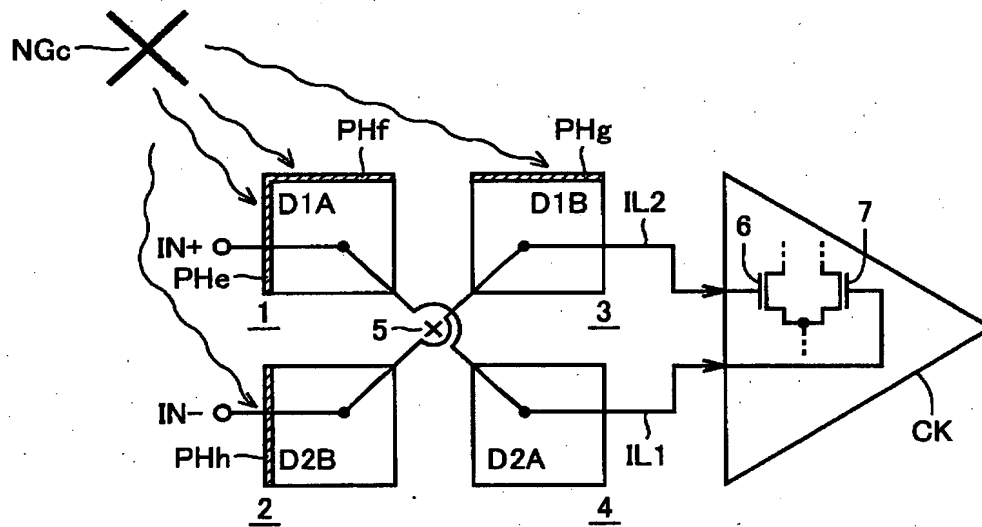 NGc
PHf
PHg
D1A
D1B
IL2
6
7
IN+
PHe
1
5
3
IN-
D2B
D2A
IL1
CK
PHh
2
4